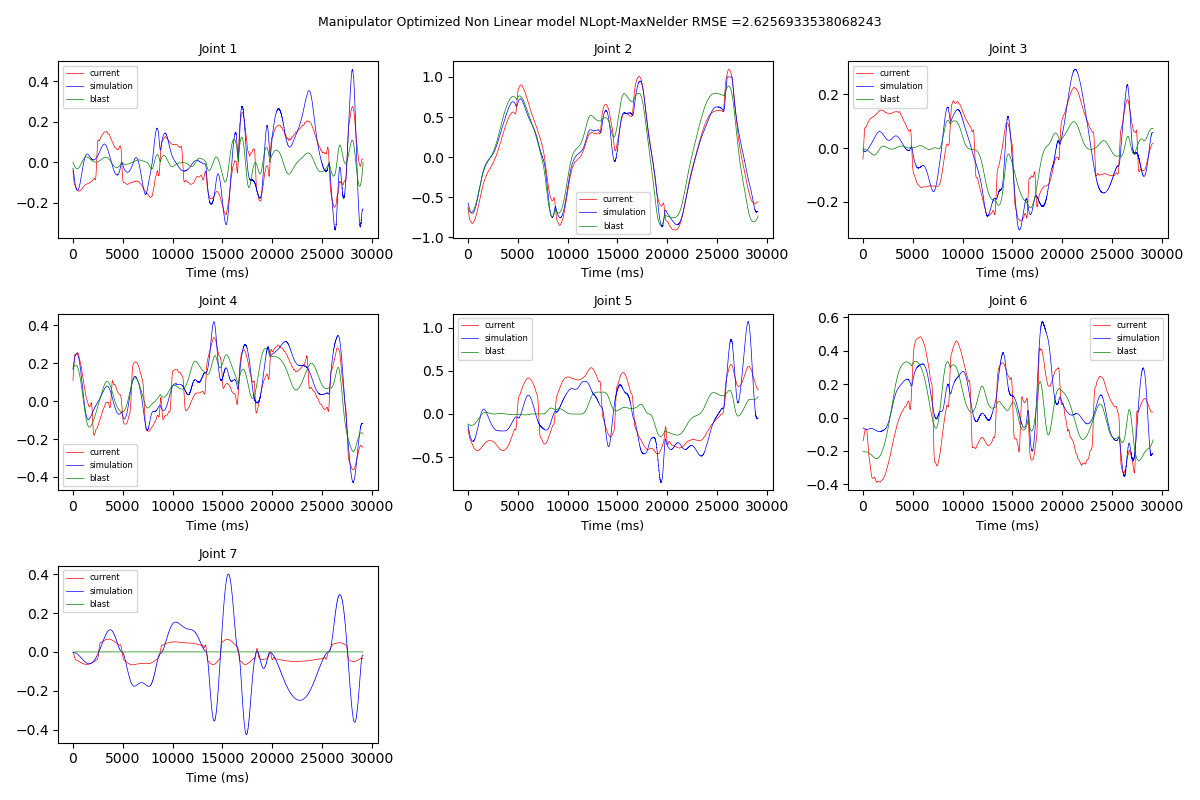 Manipulator Optimized Non Linear model NLopt-MaxNelder RMSE =2.6256933538068243
Joint 1
current
simulation
blast
0.4
0.2
0.0
−0.2
0 5000 10000 15000 20000 25000 30000
Time (ms)
Joint 2
current
simulation
blast
1.0
0.5
0.0
−0.5
−1.0
0 5000 10000 15000 20000 25000 30000
Time (ms)
Joint 3
current
simulation
blast
0.2
0.0
−0.2
0 5000 10000 15000 20000 25000 30000
Time (ms)
Joint 4
current
simulation
blast
0.4
0.2
0.0
−0.2
−0.4
0 5000 10000 15000 20000 25000 30000
Time (ms)
Joint 5
current
simulation
blast
1.0
0.5
0.0
−0.5
0 5000 10000 15000 20000 25000 30000
Time (ms)
Joint 6
current
simulation
blast
0.6
0.4
0.2
0.0
−0.2
−0.4
0 5000 10000 15000 20000 25000 30000
Time (ms)
Joint 7
current
simulation
blast
0.4
0.2
0.0
−0.2
−0.4
0 5000 10000 15000 20000 25000 30000
Time (ms)